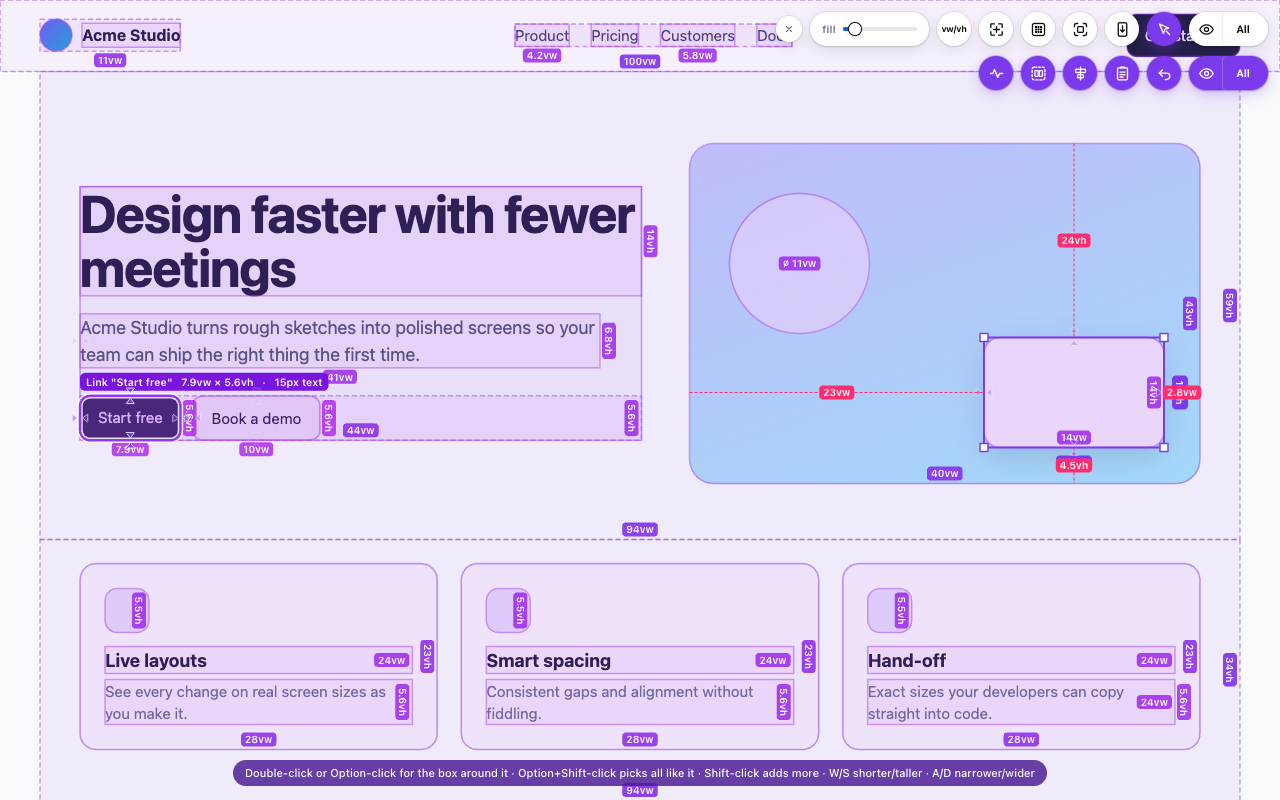 Acme Studio
Product
Pricing
Customers
fill
vw/vh
All
11vw
4.2vw
100vw
5.8vw
All
Design faster with fewer
meetings
14vh
Acme Studio turns rough sketches into polished screens so your
team can ship the right thing the first time.
6.8vh
Link "Start free" 7.9vw × 5.6vh · 15px text
41vw
Start free
Book a demo
5.6vh
44vw
5.6vh
7.9vw
10vw
ø 11vw
24vh
43vh
59vh
23vw
14vh
2.8vw
14vw
4.5vh
40vw
94vw
5.5vh
Live layouts
24vw
23vh
See every change on real screen sizes as
you make it.
5.6vh
28vw
5.5vh
Smart spacing
24vw
23vh
Consistent gaps and alignment without
fiddling.
5.6vh
28vw
5.5vh
Hand-off
24vw
23vh
34vh
Exact sizes your developers can copy
straight into code.
24vw
5.6vh
28vw
Double-click or Option-click for the box around it · Option+Shift-click picks all like it · Shift-click adds more · W/S shorter/taller · A/D narrower/wider
94vw